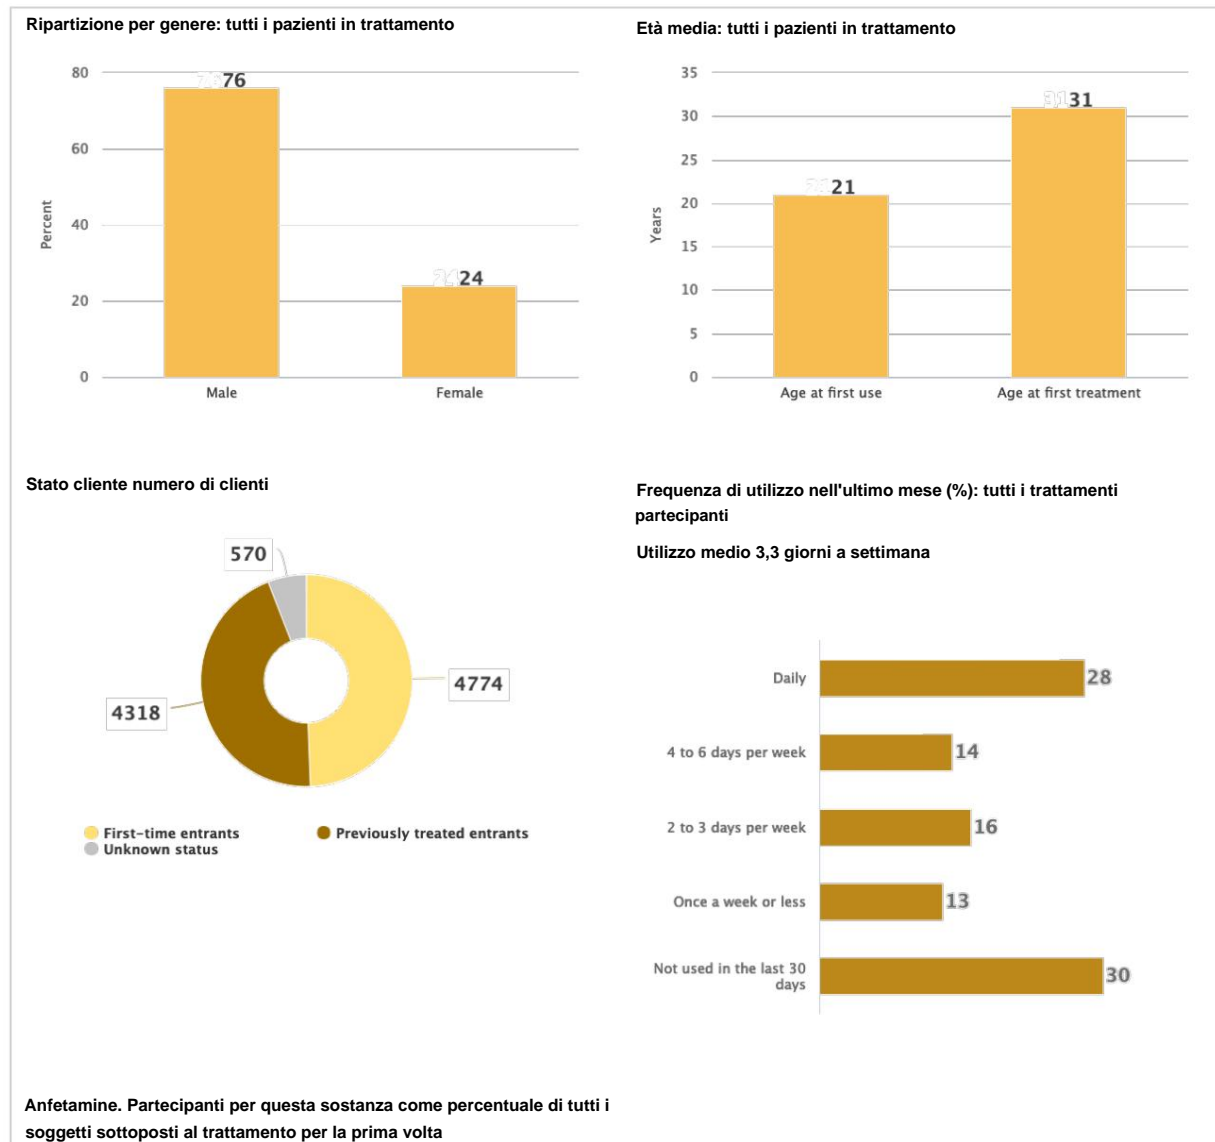 Ripartizione per genere: tutti i pazienti in trattamento
80
60
40
20
0
Percent
76
24
Male
Female
Età media: tutti i pazienti in trattamento
35
30
25
20
15
10
5
0
Years
21
31
Age at first use
Age at first treatment
Stato cliente numero di clienti
570
4774
4318
First-time entrants
Previously treated entrants
Unknown status
Frequenza di utilizzo nell'ultimo mese (%): tutti i trattamenti
partecipanti
Utilizzo medio 3,3 giorni a settimana
Daily
28
4 to 6 days per week
14
2 to 3 days per week
16
Once a week or less
13
Not used in the last 30
days
30
Anfetamine. Partecipanti per questa sostanza come percentuale di tutti i
soggetti sottoposti al trattamento per la prima volta